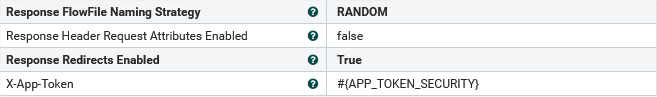 Response FlowFile Naming Strategy RANDOM
Response Header Request Attributes Enabled false
Response Redirects Enabled True
X-App-Token #{APP_TOKEN_SECURITY}